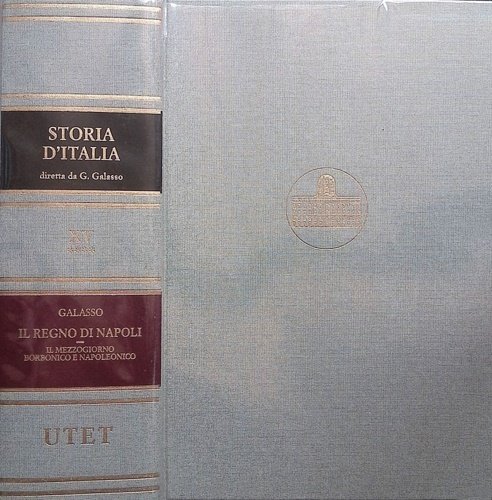 STORIA
D'ITALIA
diretta da G. Galasso
XV
GALASSO
IL REGNO DI NAPOLI
IL MEZZOGIORNO
BORBONICO E NAPOLEONICO
UTET